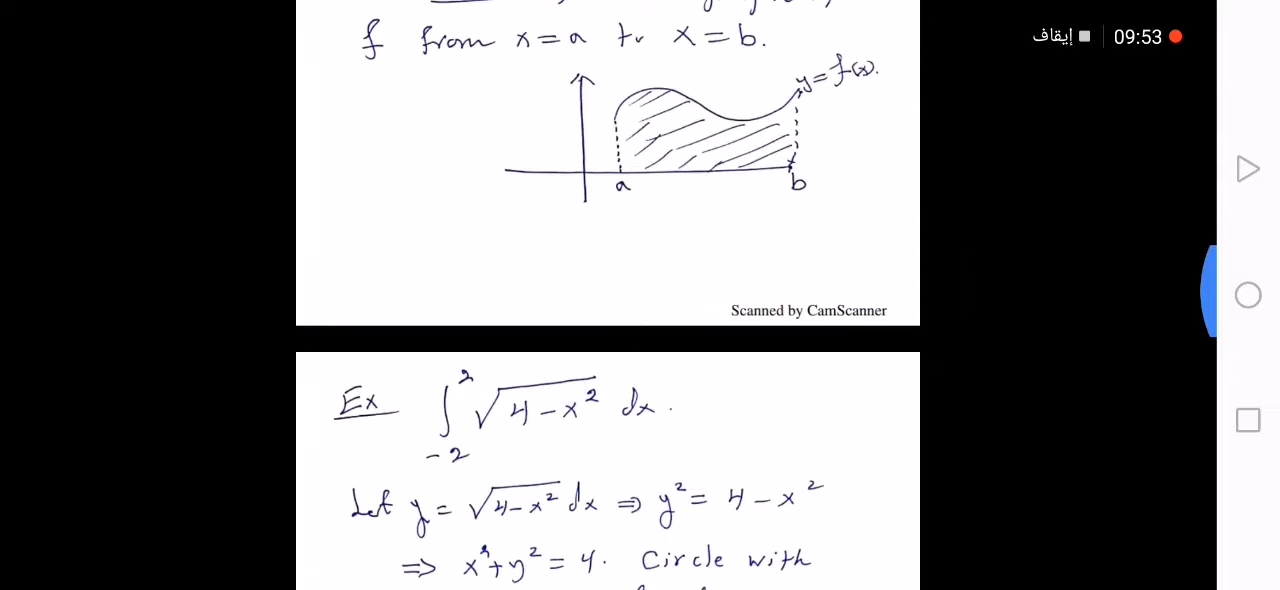 f from x=a to x=b.
y=f(x).
a
b
Scanned by CamScanner
Ex ∫_{-2}^{2} √(4-x²) dx.
Let y = √(4-x²) dx ⇒ y² = 4-x²
⇒ x²+y² = 4. Circle with
إيقاف
09:53